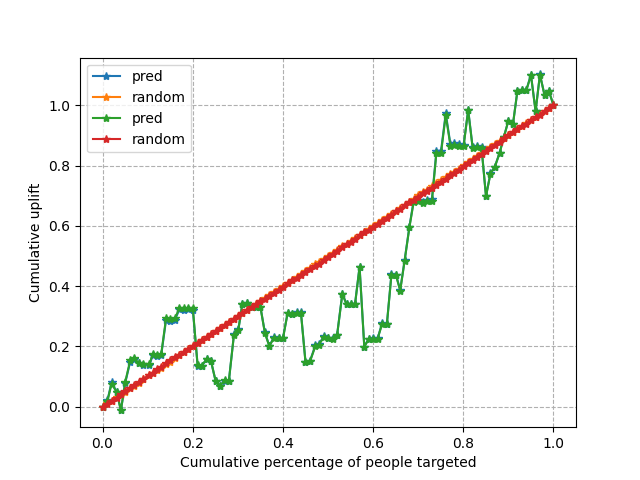 pred
random
pred
random
1.0
0.8
0.6
0.4
0.2
0.0
Cumulative uplift
0.0 0.2 0.4 0.6 0.8 1.0
Cumulative percentage of people targeted